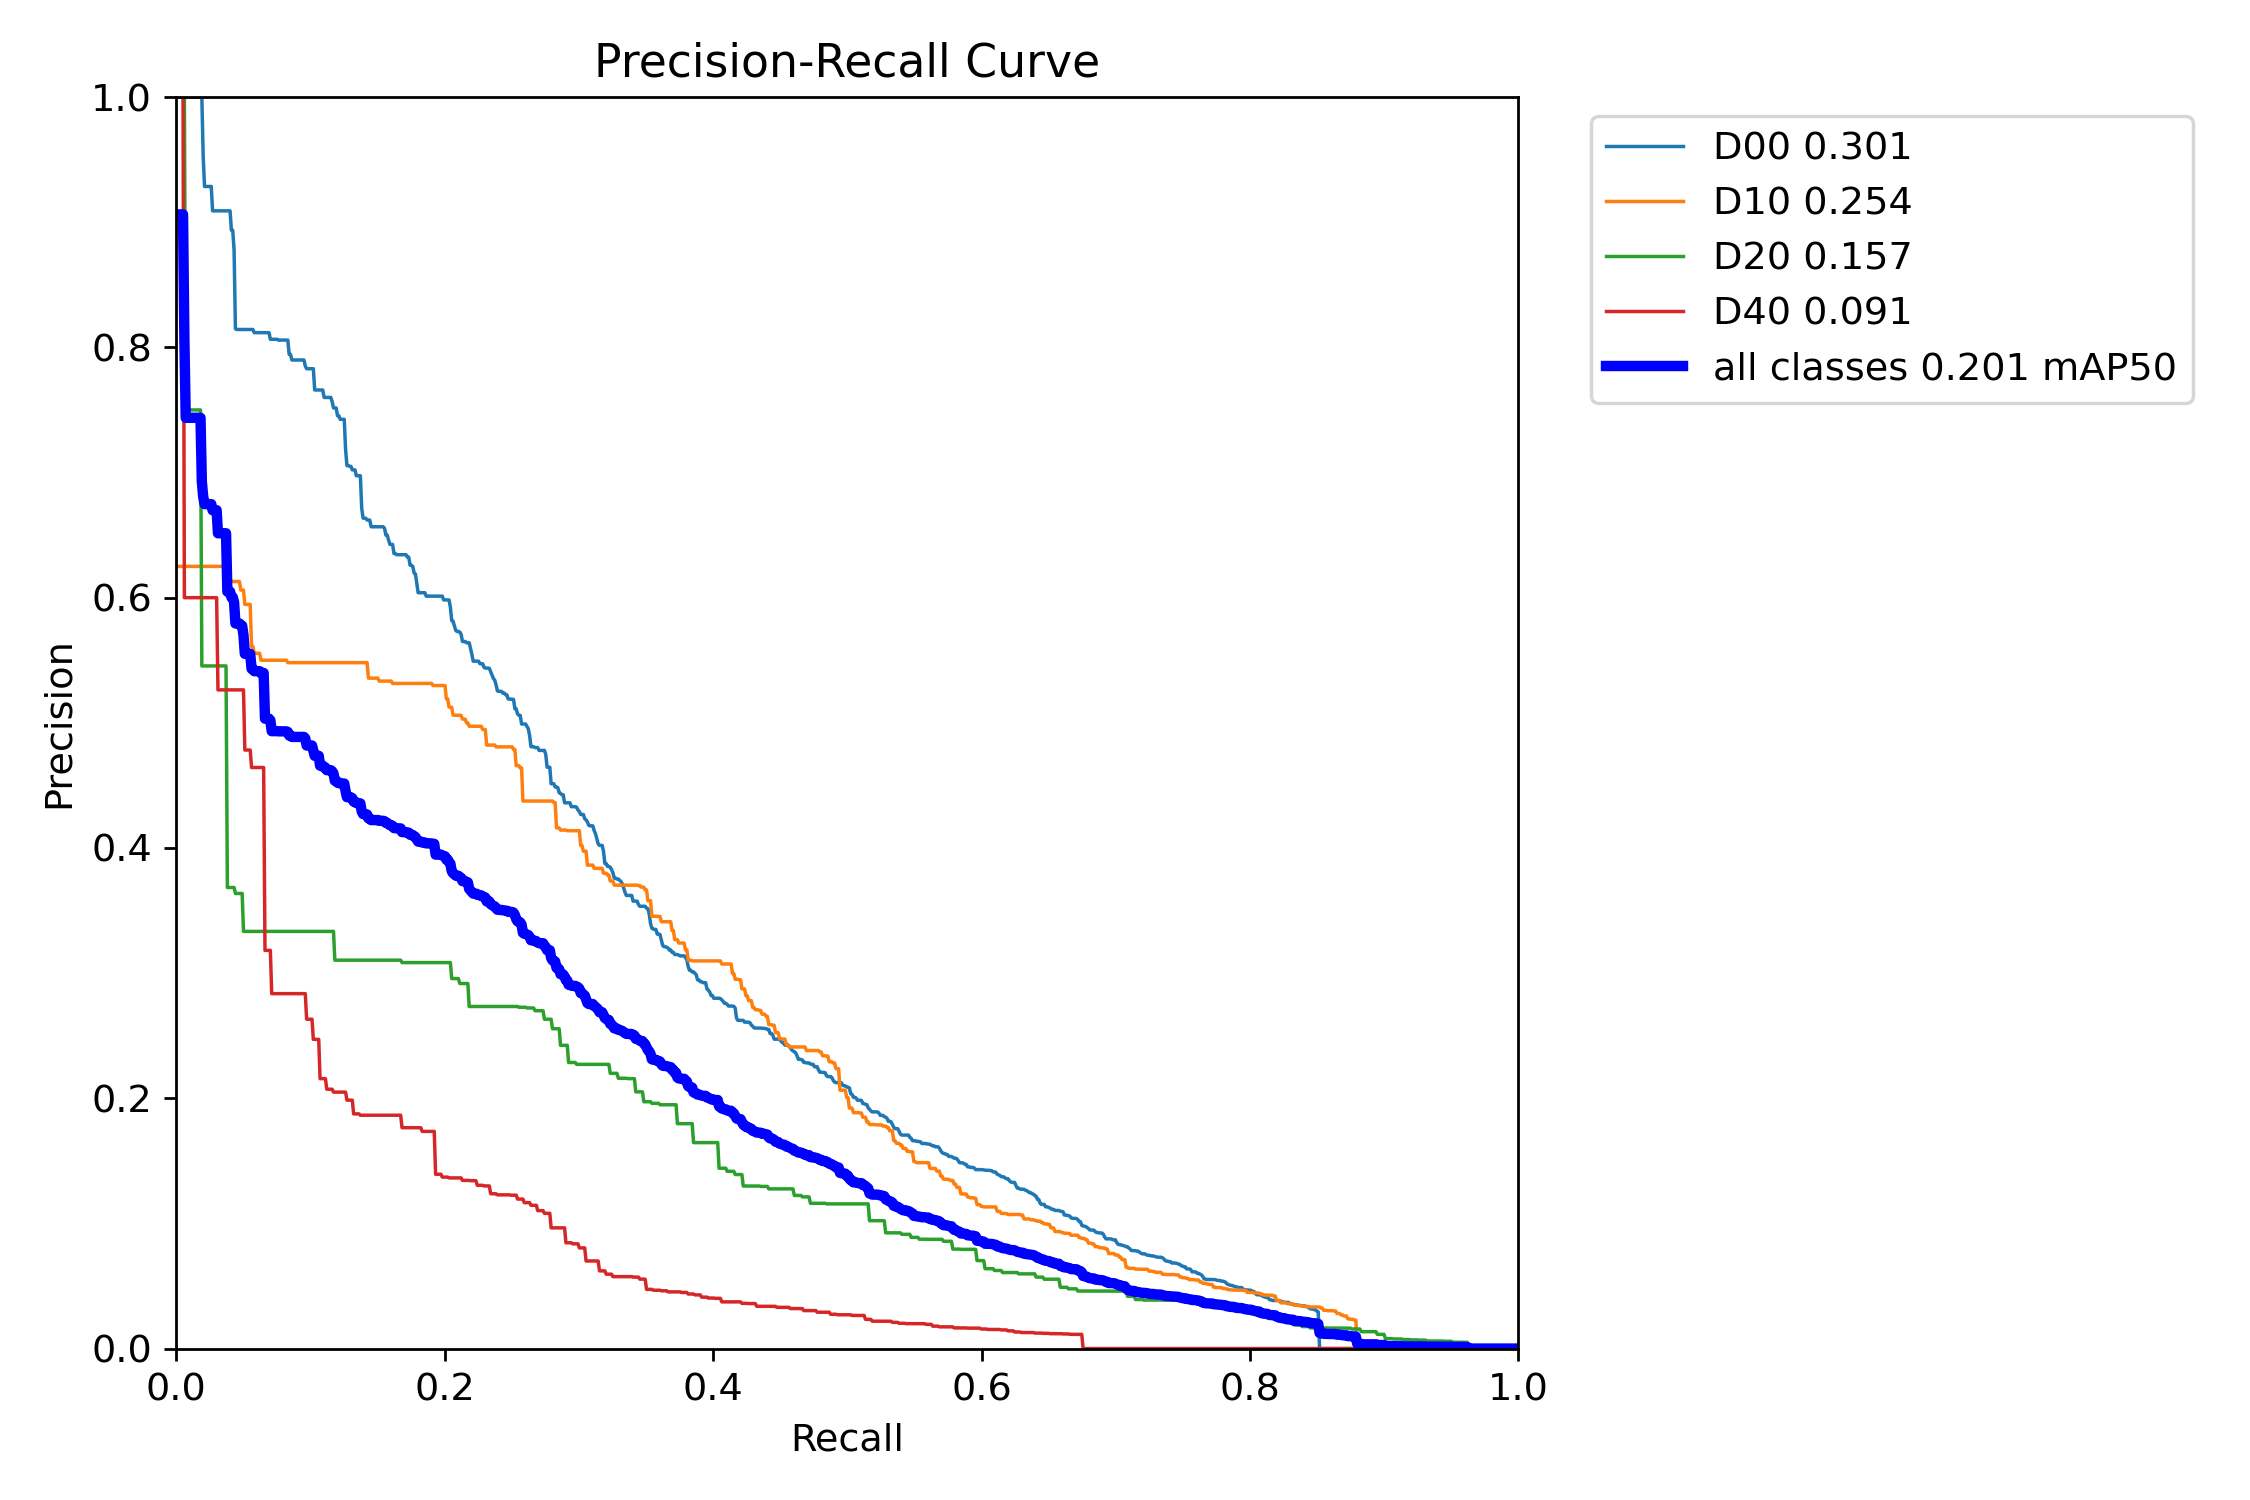 Precision-Recall Curve
1.0
0.8
0.6
0.4
0.2
0.0
Precision
0.0 0.2 0.4 0.6 0.8 1.0
Recall
D00 0.301
D10 0.254
D20 0.157
D40 0.091
all classes 0.201 mAP50